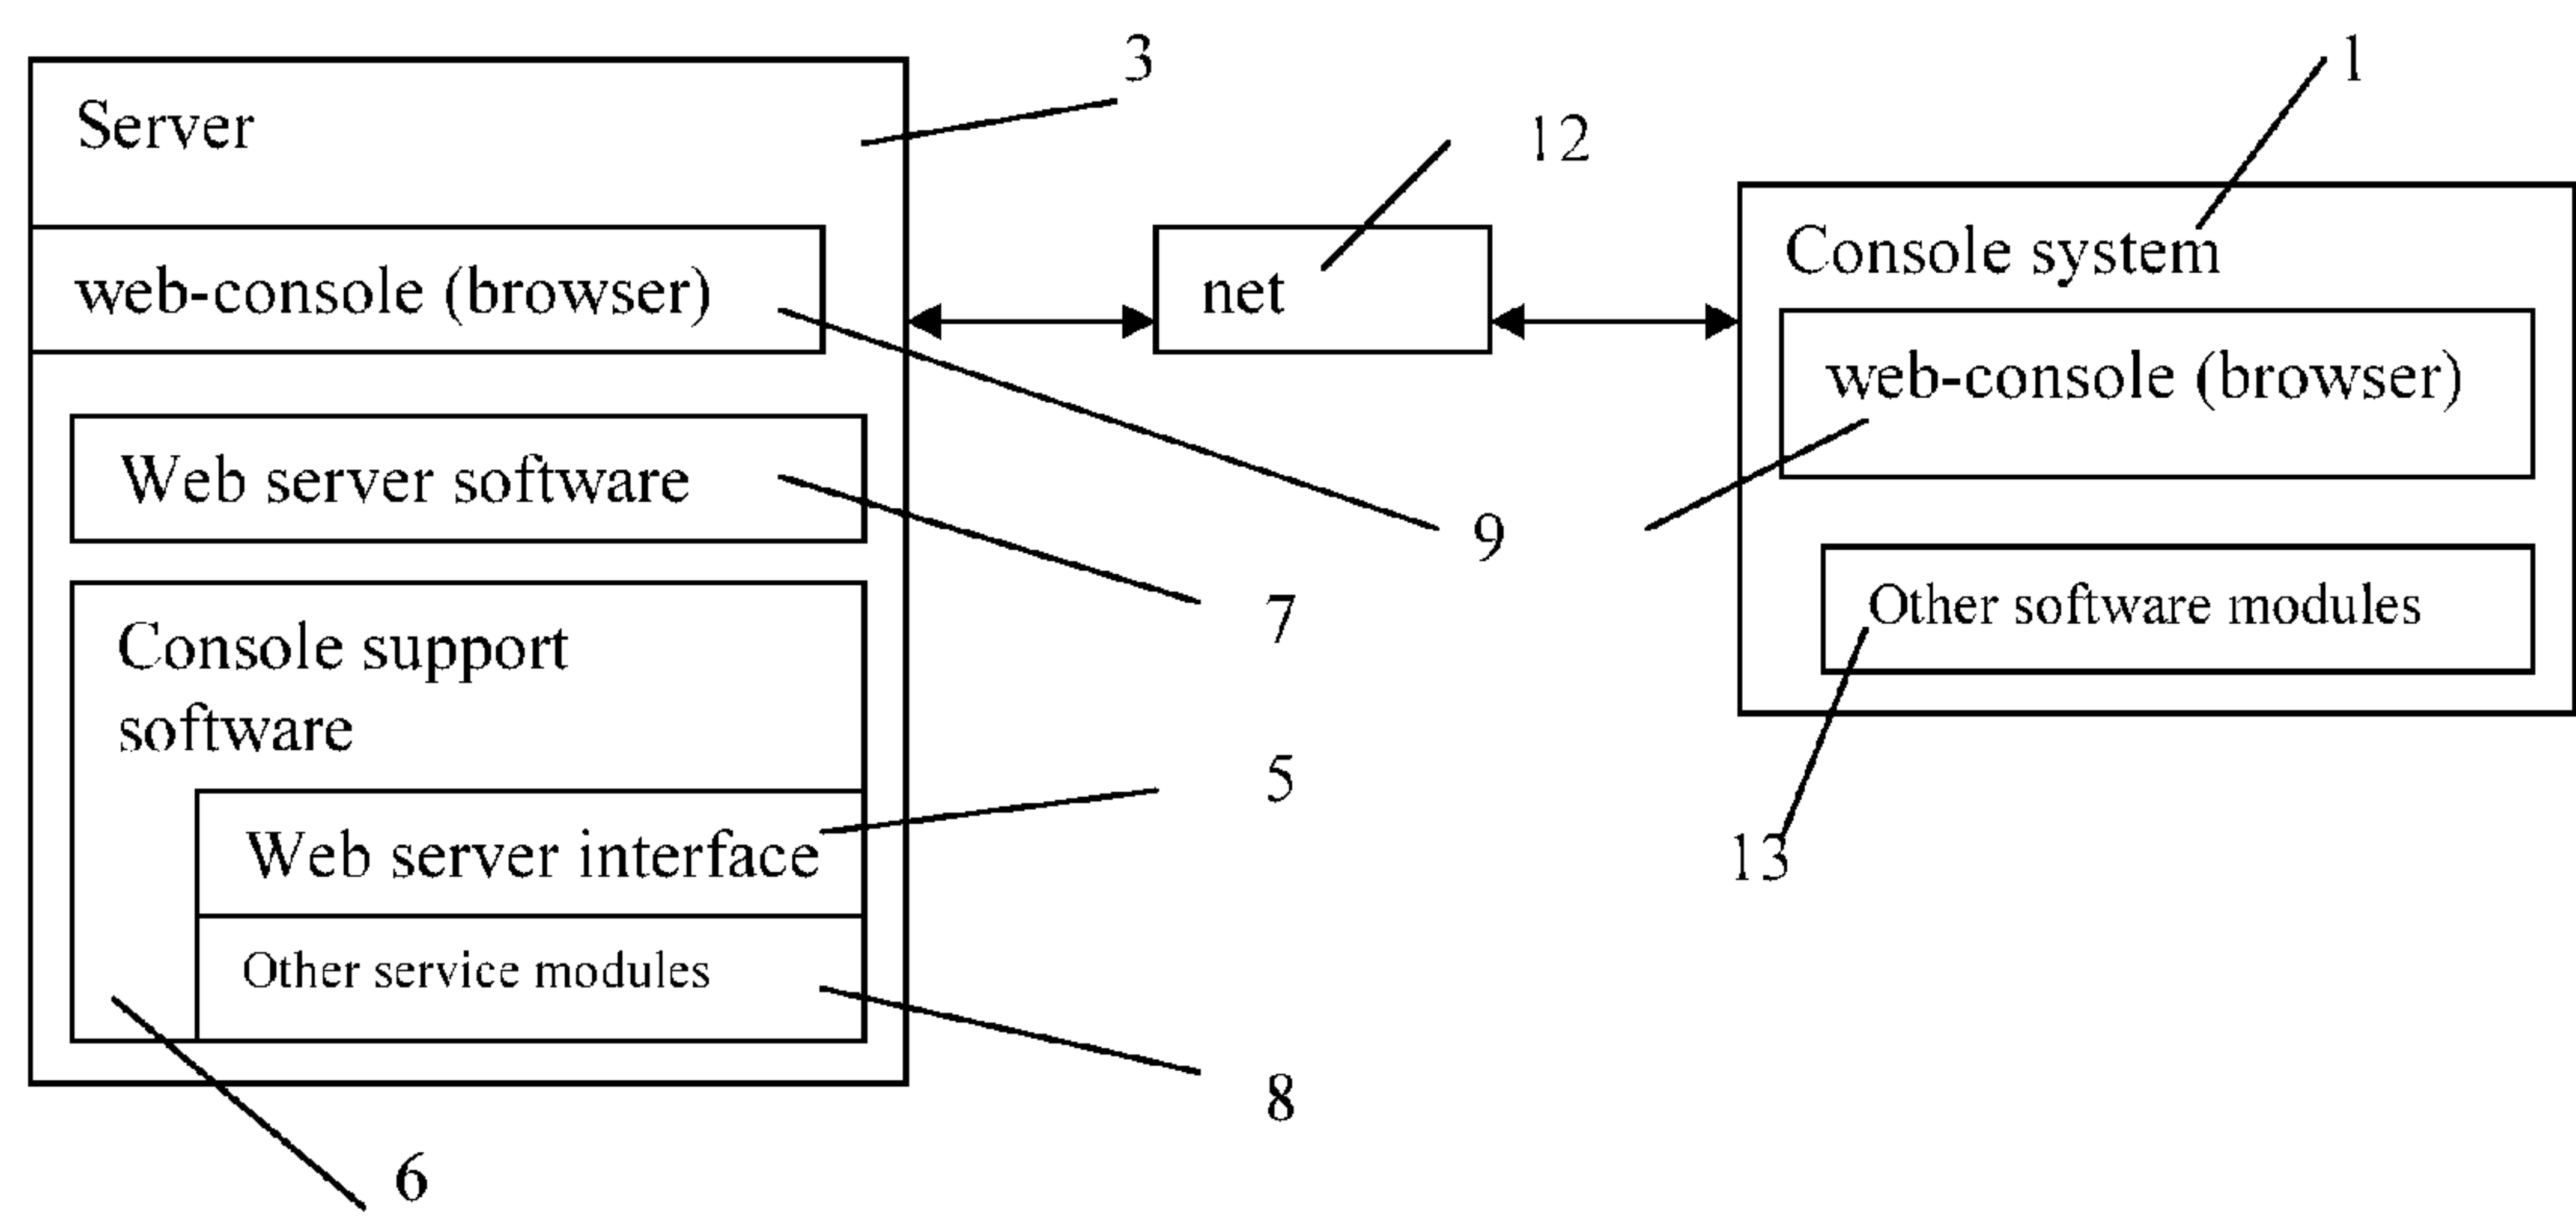 3
1
Server
12
Console system
web-console (browser)
net
web-console (browser)
Web server software
9
Other software modules
7
Console support
software
5
Web server interface
13
Other service modules
8
6